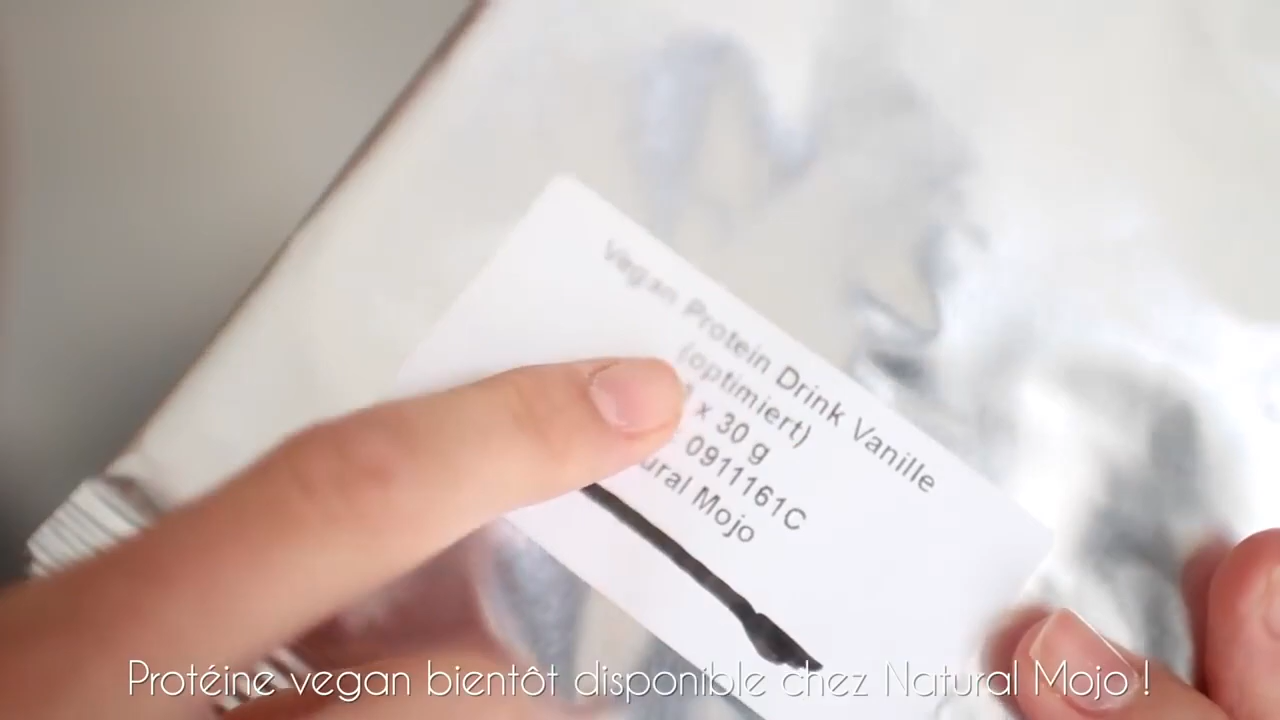 Vegan Protein Drink Vanille
(optimiert)
x 30 g
0911161C
Mojo
Protéine vegan bientôt disponible chez Natural Mojo !